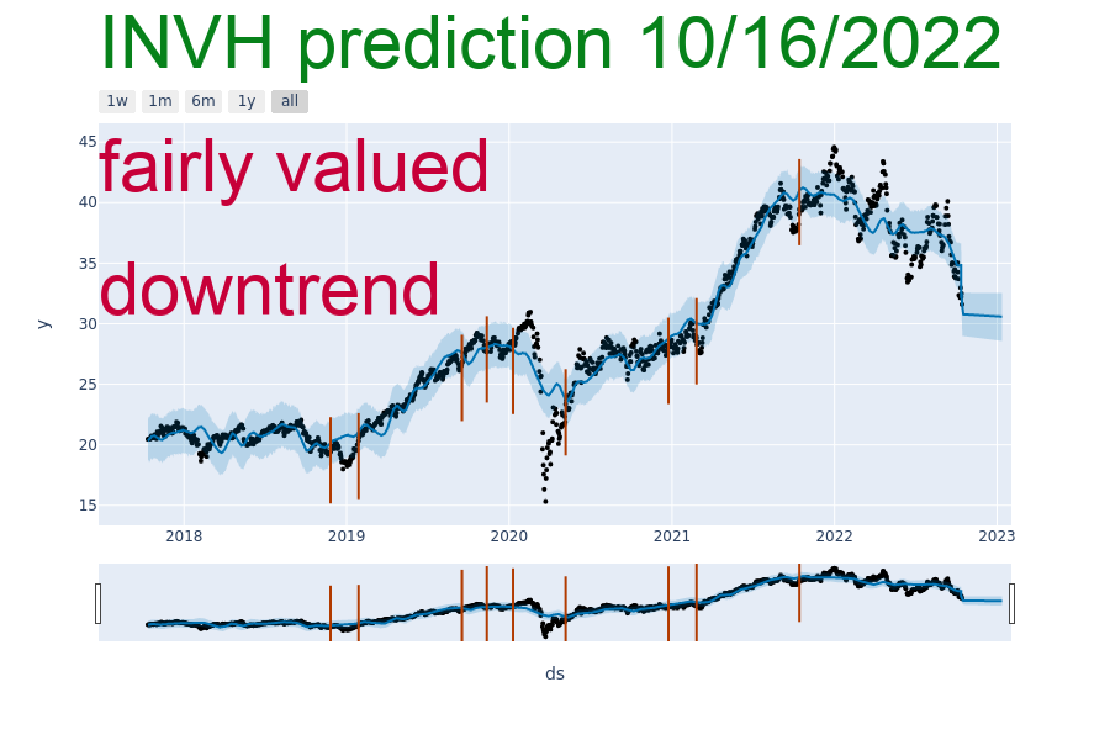 INVH prediction 10/16/2022
1w 1m 6m 1y all
45
fairly valued
40
35
downtrend
30
y
25
20
15
2018 2019 2020 2021 2022 2023
ds